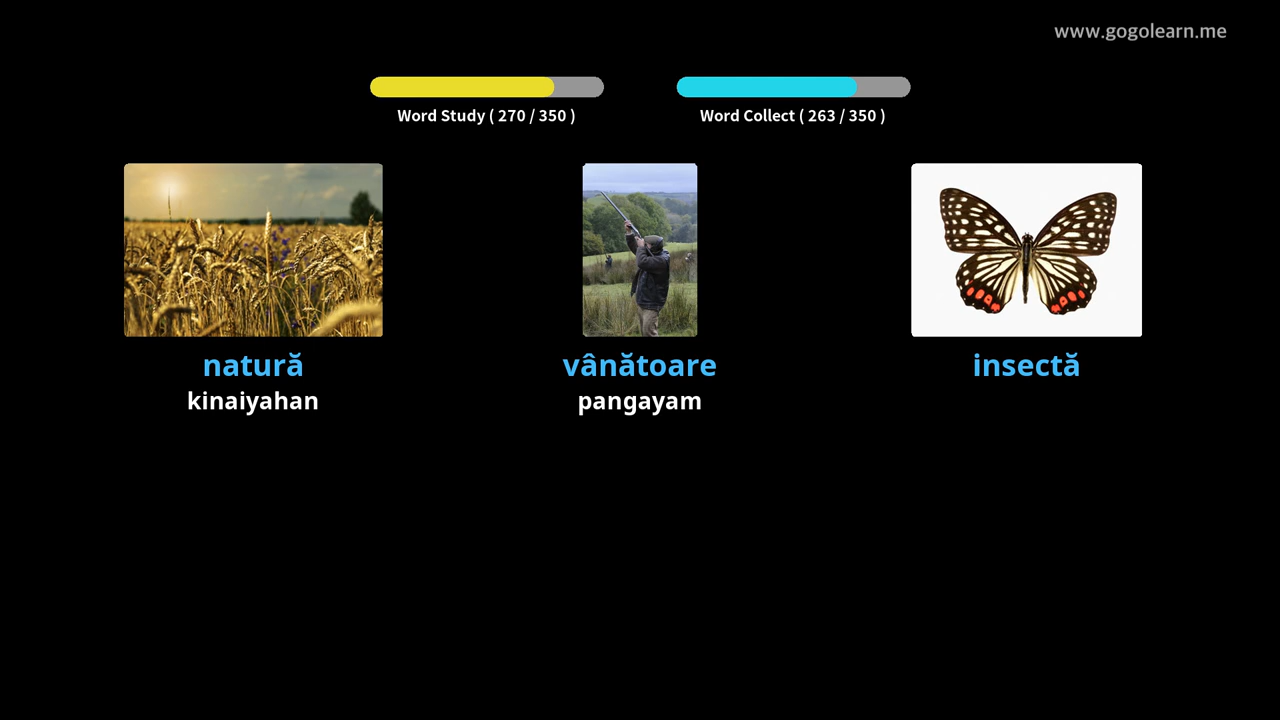 www.gogolearn.me
Word Study ( 270 / 350 )
Word Collect ( 263 / 350 )
natură
vânătoare
insectă
kinaiyahan
pangayam